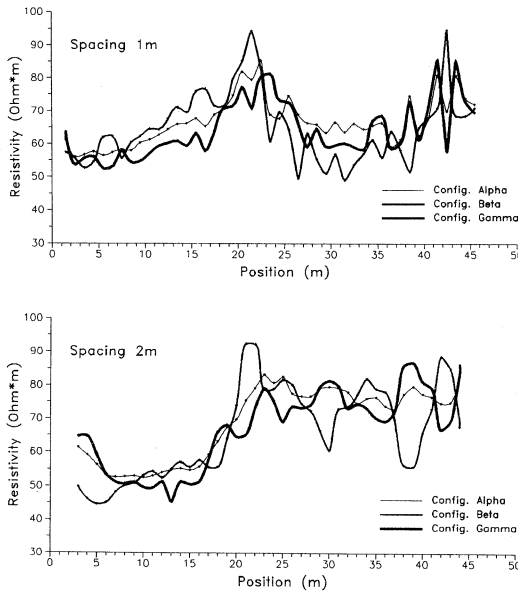 100
90
80
70
60
50
40
30
Resistivity (Ohm*m)
Spacing 1m
Config. Alpha
Config. Beta
Config. Gamma
0 5 10 15 20 25 30 35 40 45 50
Position (m)
100
90
80
70
60
50
40
30
Resistivity (Ohm*m)
Spacing 2m
Config. Alpha
Config. Beta
Config. Gamma
0 5 10 15 20 25 30 35 40 45 50
Position (m)